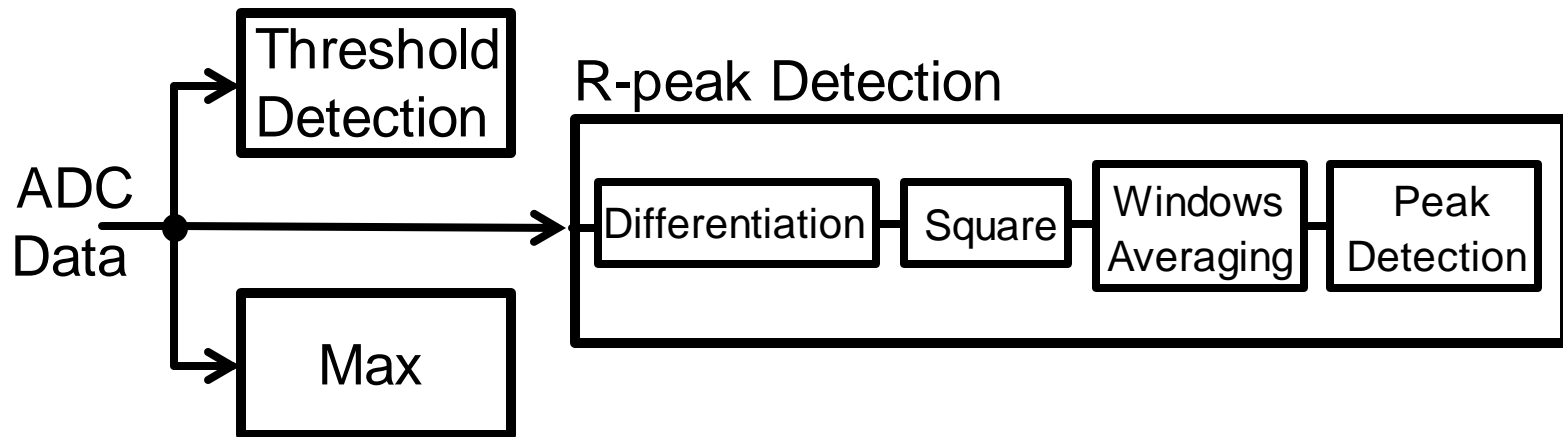 ADC
Data
Threshold
Detection
Max
R-peak Detection
Differentiation
Square
Windows
Averaging
Peak
Detection